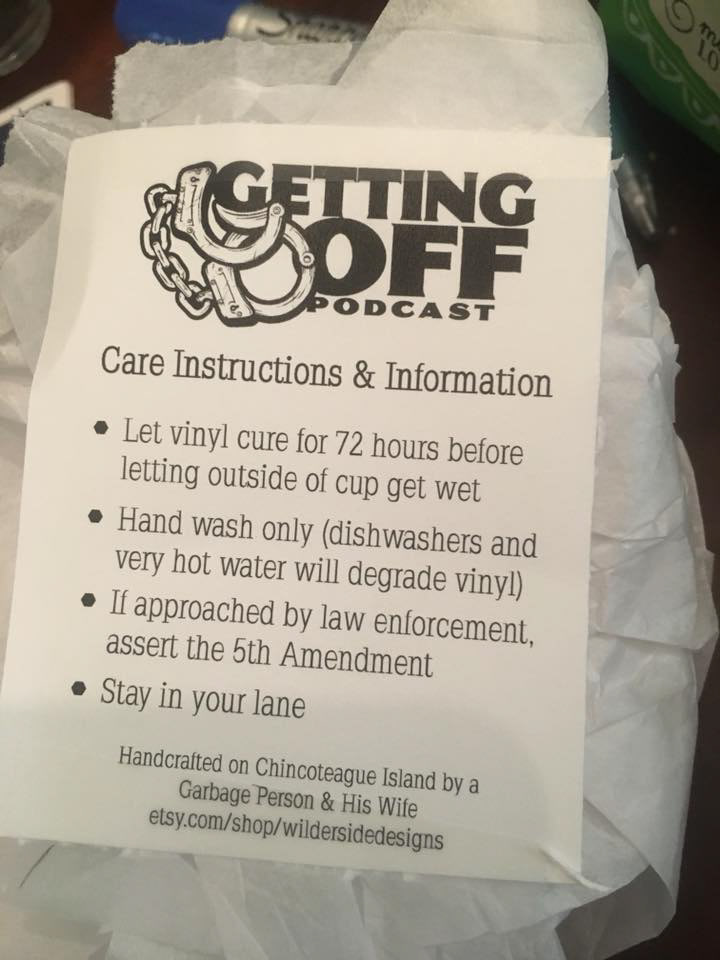 GETTING
OFF
PODCAST
Care Instructions & Information
• Let vinyl cure for 72 hours before
letting outside of cup get wet
• Hand wash only (dishwashers and
very hot water will degrade vinyl)
• If approached by law enforcement,
assert the 5th Amendment
• Stay in your lane
Handcrafted on Chincoteague Island by a
Garbage Person & His Wife
etsy.com/shop/wildersidedesigns